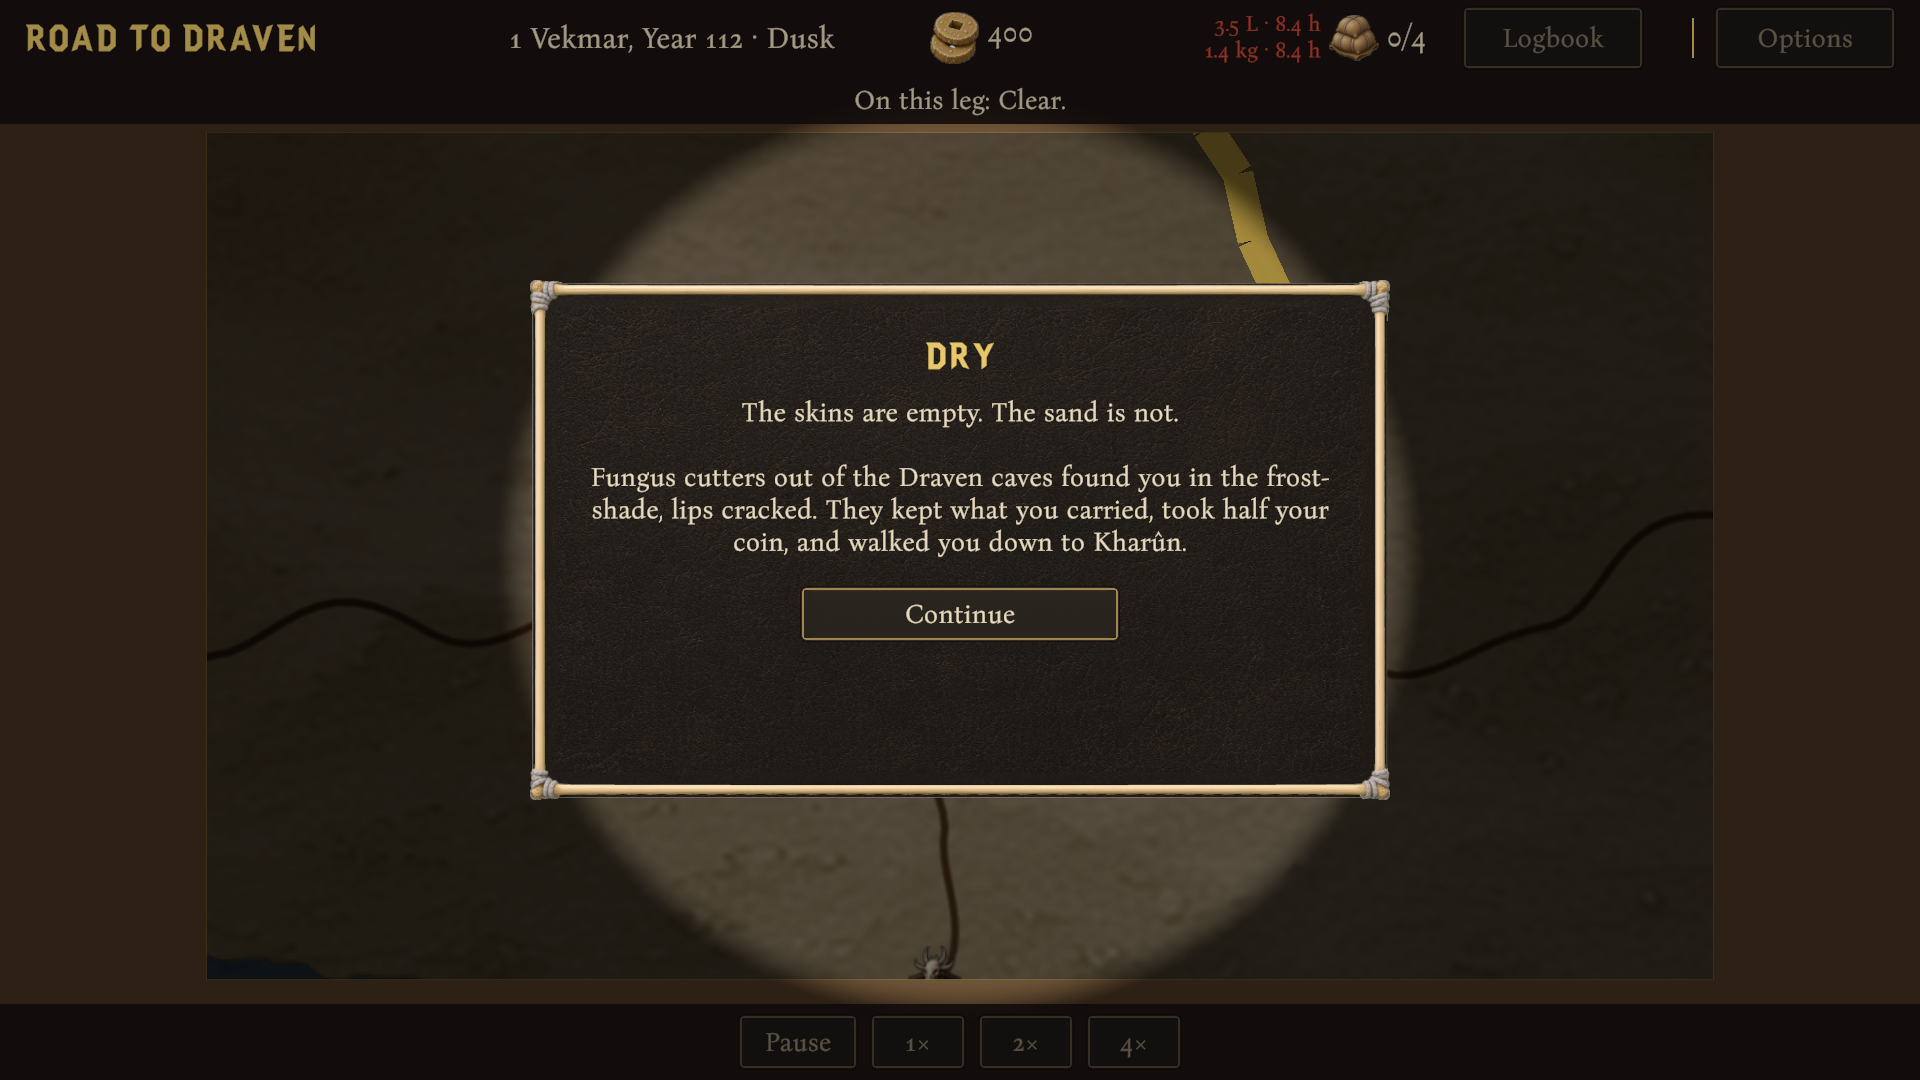 ROAD TO DRAVEN
1 Vekmar, Year 112 · Dusk
400
3.5 L · 8.4 h
1.4 kg · 8.4 h
0/4
Logbook
Options
On this leg: Clear.
DRY
The skins are empty. The sand is not.
Fungus cutters out of the Draven caves found you in the frost-
shade, lips cracked. They kept what you carried, took half your
coin, and walked you down to Kharûn.
Continue
Pause
1×
2×
4×